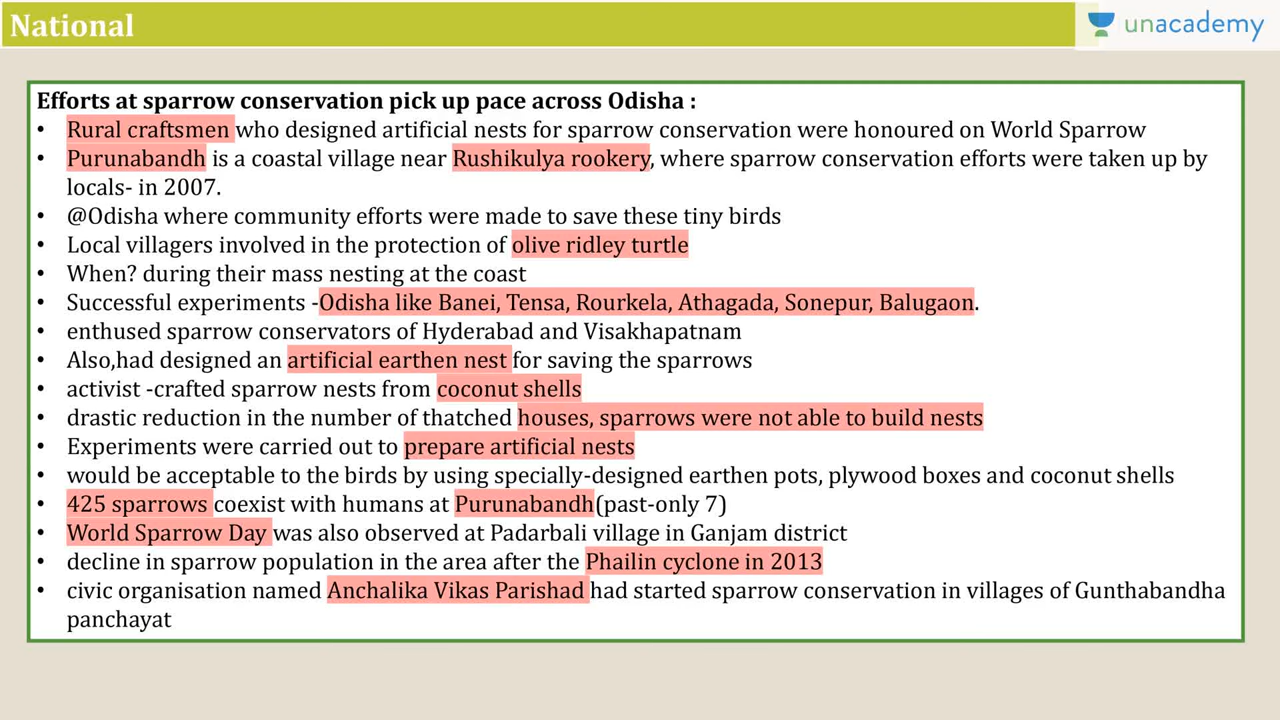 National
unacademy
Efforts at sparrow conservation pick up pace across Odisha :
• Rural craftsmen who designed artificial nests for sparrow conservation were honoured on World Sparrow
• Purunabandh is a coastal village near Rushikulya rookery, where sparrow conservation efforts were taken up by
locals- in 2007.
• @Odisha where community efforts were made to save these tiny birds
• Local villagers involved in the protection of olive ridley turtle
• When? during their mass nesting at the coast
• Successful experiments -Odisha like Banei, Tensa, Rourkela, Athagada, Sonepur, Balugaon.
• enthused sparrow conservators of Hyderabad and Visakhapatnam
• Also,had designed an artificial earthen nest for saving the sparrows
• activist -crafted sparrow nests from coconut shells
• drastic reduction in the number of thatched houses, sparrows were not able to build nests
• Experiments were carried out to prepare artificial nests
• would be acceptable to the birds by using specially-designed earthen pots, plywood boxes and coconut shells
• 425 sparrows coexist with humans at Purunabandh(past-only 7)
• World Sparrow Day was also observed at Padarbali village in Ganjam district
• decline in sparrow population in the area after the Phailin cyclone in 2013
• civic organisation named Anchalika Vikas Parishad had started sparrow conservation in villages of Gunthabandha
panchayat